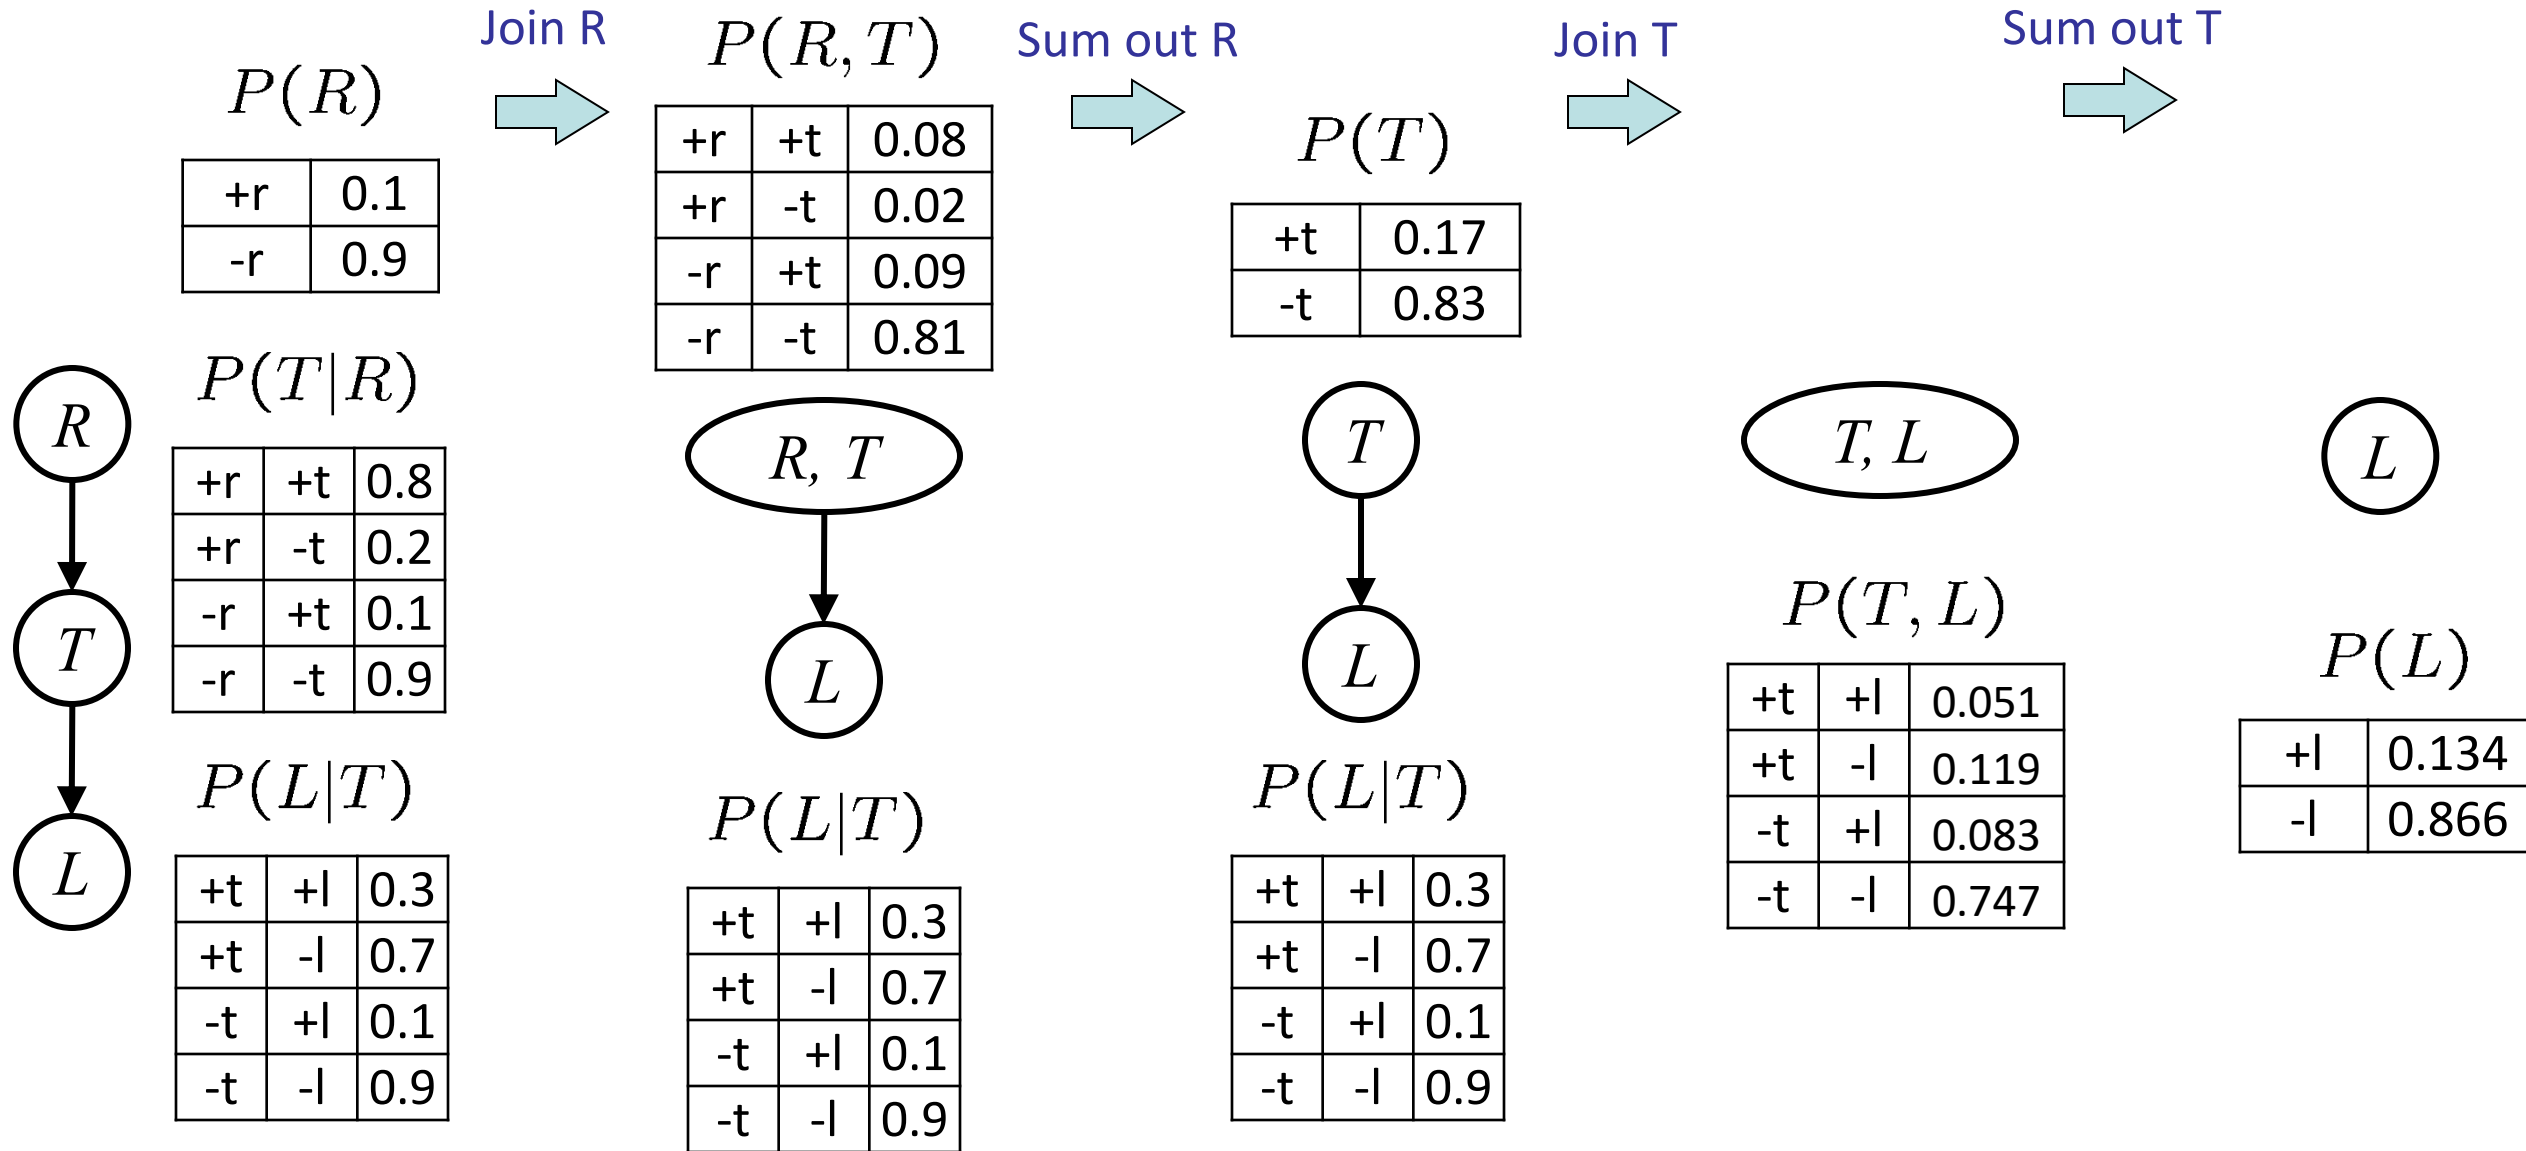 Join R
Sum out R
Join T
Sum out T
P(R)
+r 0.1
-r 0.9
P(T|R)
+r +t 0.8
+r -t 0.2
-r +t 0.1
-r -t 0.9
P(L|T)
+t +l 0.3
+t -l 0.7
-t +l 0.1
-t -l 0.9
R
T
L
P(R, T)
+r +t 0.08
+r -t 0.02
-r +t 0.09
-r -t 0.81
R, T
L
P(L|T)
+t +l 0.3
+t -l 0.7
-t +l 0.1
-t -l 0.9
P(T)
+t 0.17
-t 0.83
T
L
P(L|T)
+t +l 0.3
+t -l 0.7
-t +l 0.1
-t -l 0.9
T, L
P(T, L)
+t +l 0.051
+t -l 0.119
-t +l 0.083
-t -l 0.747
L
P(L)
+l 0.134
-l 0.866